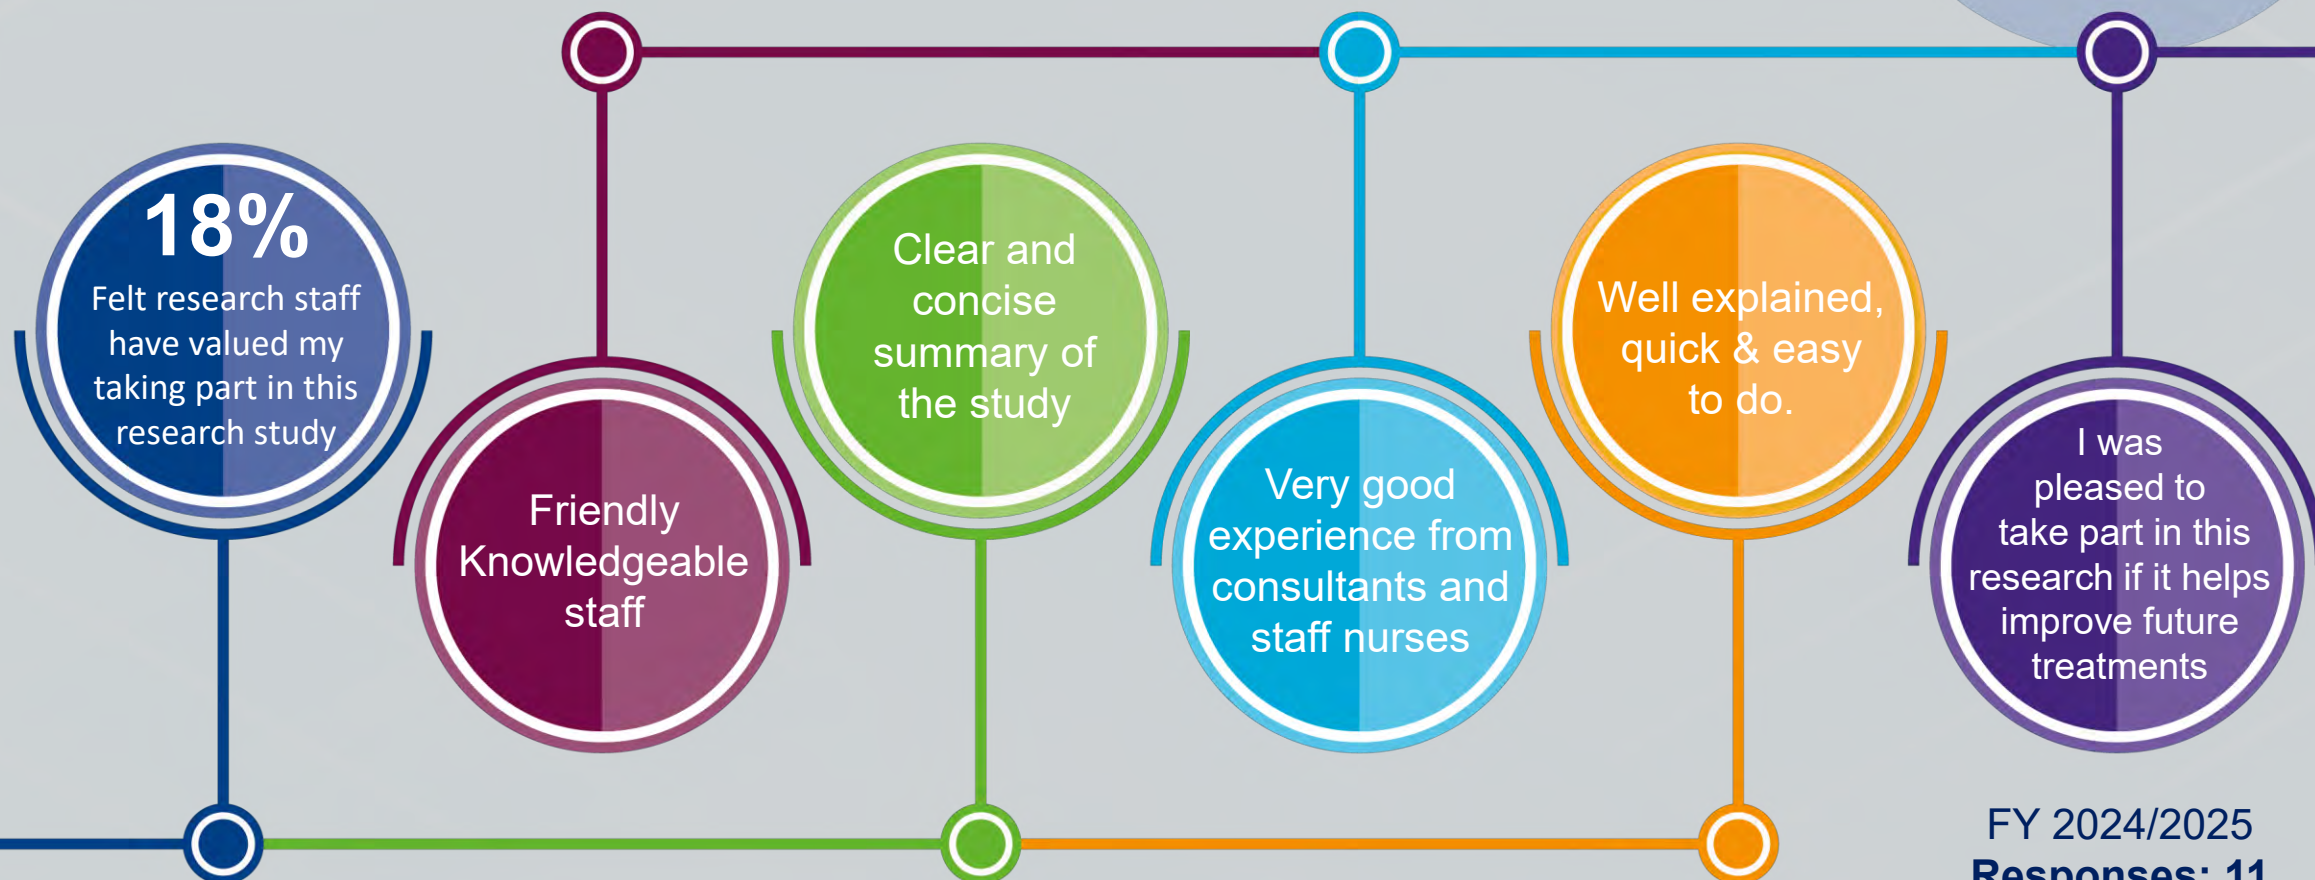 18%
Felt research staff
have valued my
taking part in this
research study
Friendly
Knowledgeable
staff
Clear and
concise
summary of
the study
Very good
experience from
consultants and
staff nurses
Well explained,
quick & easy
to do.
I was
pleased to
take part in this
research if it helps
improve future
treatments
FY 2024/2025
Responses: 11